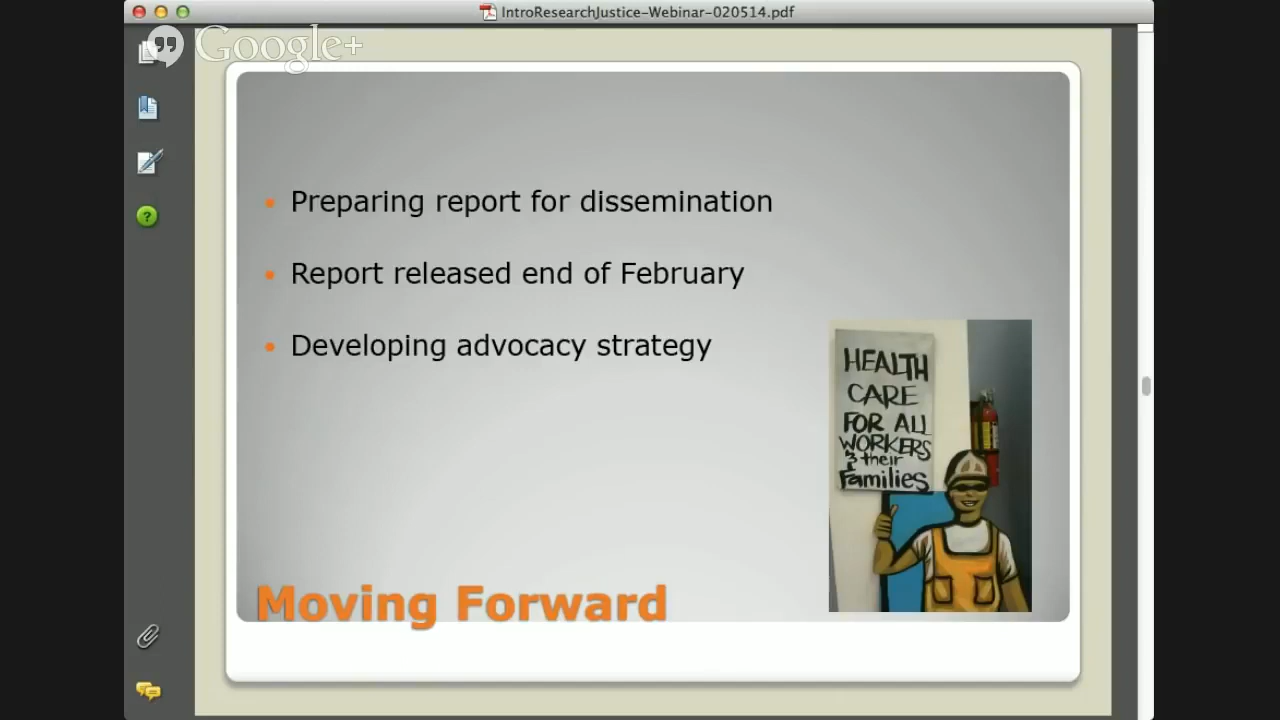 IntroResearchJustice-Webinar-020514.pdf
Google+
Preparing report for dissemination
Report released end of February
Developing advocacy strategy
HEALTH
CARE
FOR ALL
WORKERS
& their
Families
Moving Forward